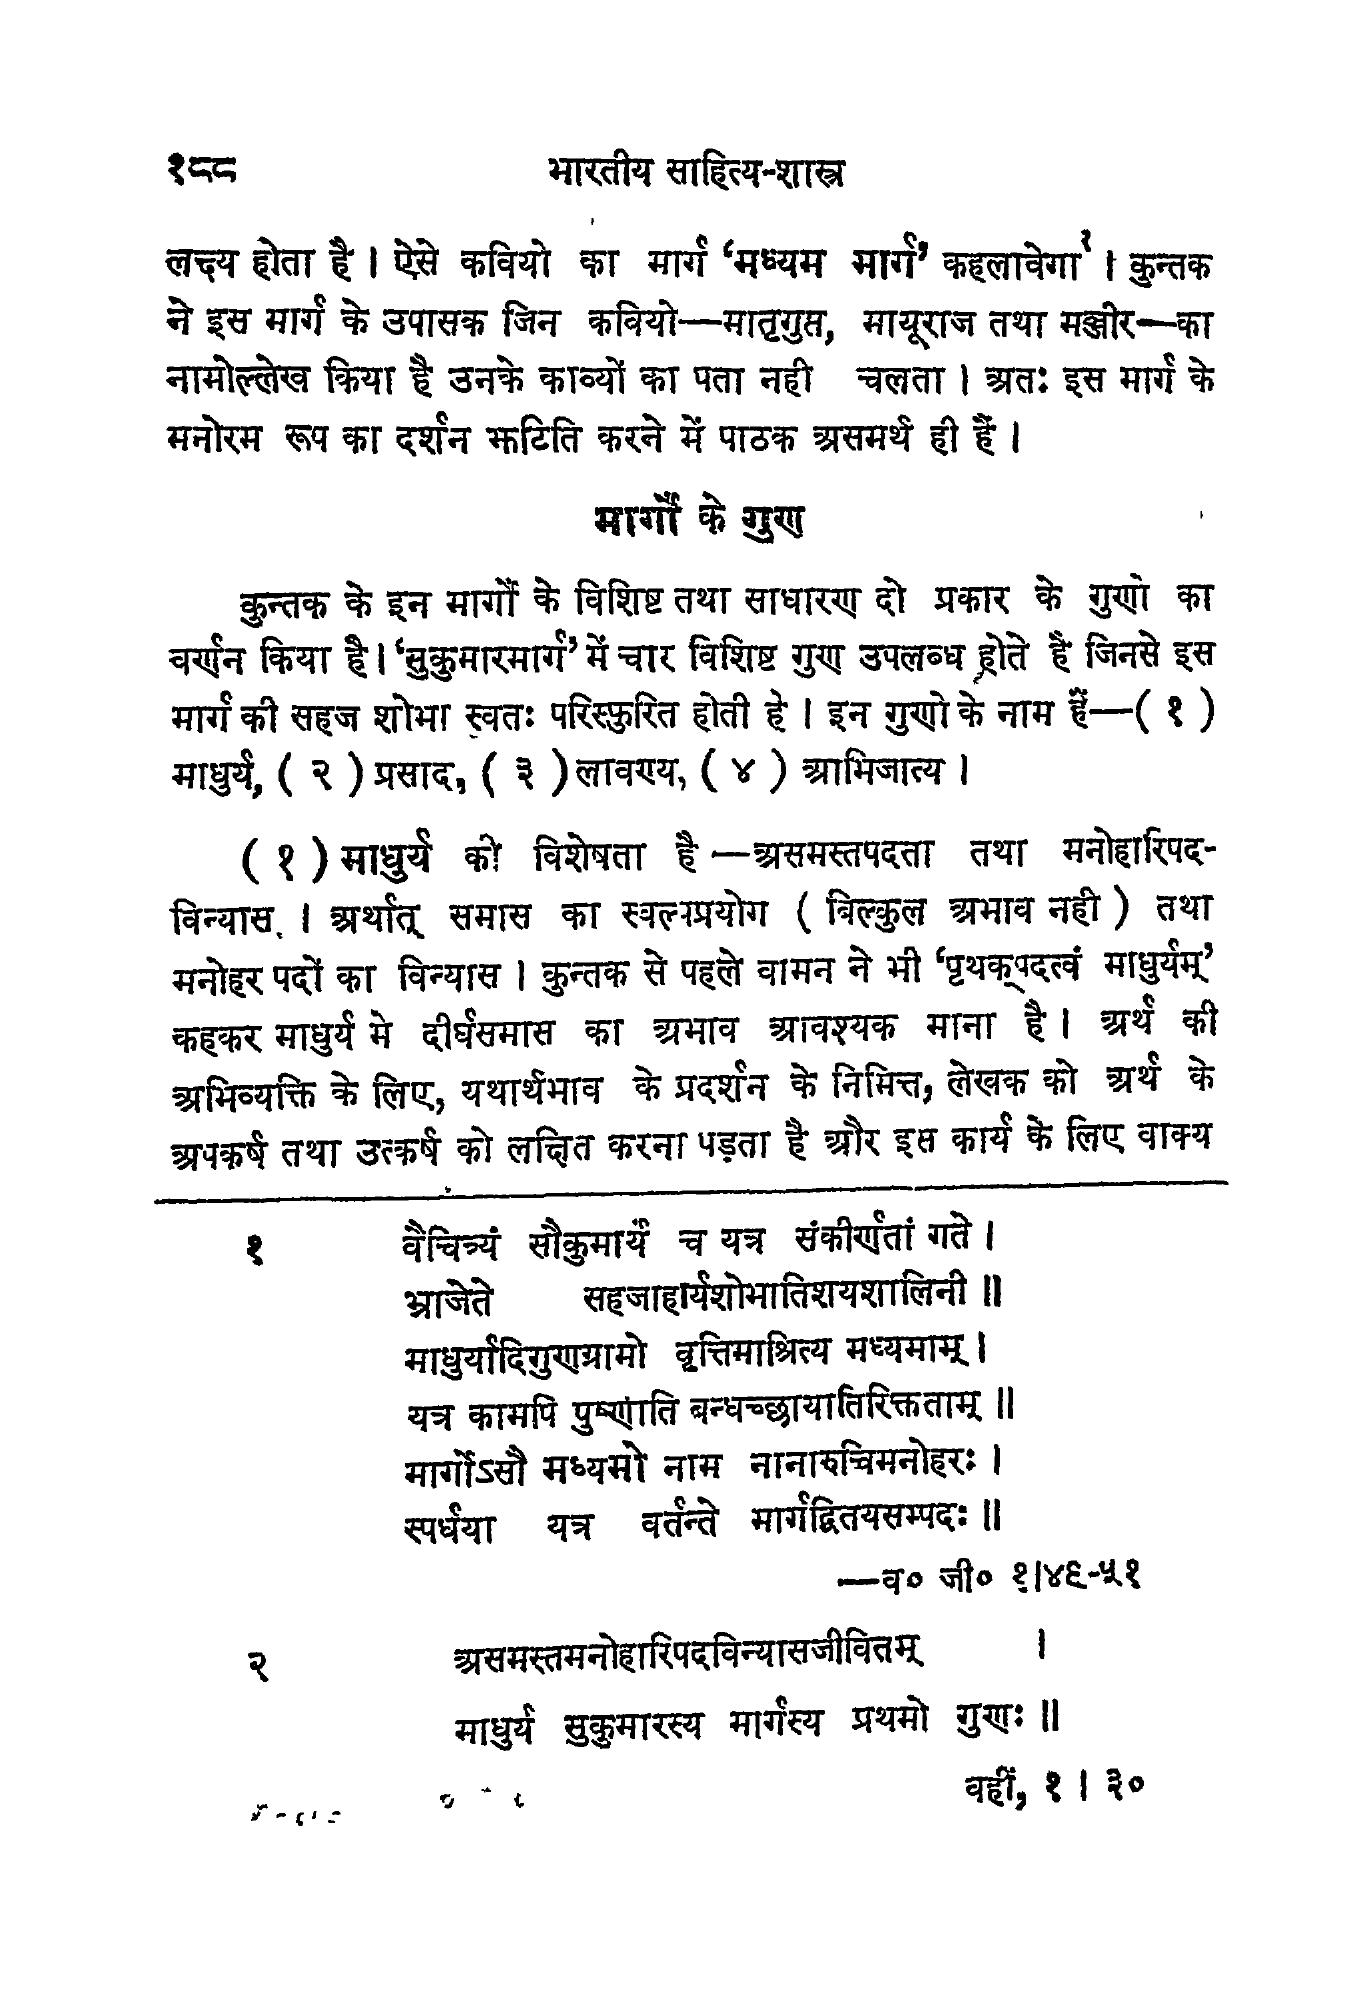 १८८ भारतीय साहित्य-शास्त्र
लक्ष्य होता है । ऐसे कवियो का मार्ग ‘मध्यम मार्ग’ कहलावेगा१ । कुन्तक
ने इस मार्ग के उपासक जिन कवियो—मातृगुप्त, मायूराज तथा मञ्जीर—का
नामोल्लेख किया है उनके काव्यों का पता नही चलता । अतः इस मार्ग के
मनोरम रूप का दर्शन झटिति करने में पाठक असमर्थ ही हैं ।
मार्गों के गुण
कुन्तक के इन मार्गों के विशिष्ट तथा साधारण दो प्रकार के गुणो का
वर्णन किया है । ‘सुकुमारमार्ग’ में चार विशिष्ट गुण उपलब्ध होते है जिनसे इस
मार्ग की सहज शोभा स्वतः परिस्फुरित होती हे । इन गुणो के नाम हैं—( १ )
माधुर्य, ( २ ) प्रसाद, ( ३ ) लावण्य, ( ४ ) आभिजात्य ।
( १ ) माधुर्य की विशेषता है —असमस्तपदता तथा मनोहारिपद-
विन्यास । अर्थात् समास का स्वल्पप्रयोग ( बिल्कुल अभाव नही ) तथा
मनोहर पदों का विन्यास । कुन्तक से पहले वामन ने भी ‘पृथक्पदत्वं माधुर्यम्’
कहकर माधुर्य मे दीर्घसमास का अभाव आवश्यक माना है । अर्थ की
अभिव्यक्ति के लिए, यथार्थभाव के प्रदर्शन के निमित्त, लेखक को अर्थ के
अपकर्ष तथा उत्कर्ष को लक्षित करना पड़ता है और इस कार्य के लिए वाक्य
१ वैचित्र्यं सौकुमार्यं च यत्र संकीर्णतां गते ।
भ्राजेते सहजाहार्यशोभातिशयशालिनी ॥
माधुर्यादिगुणग्रामो वृत्तिमाश्रित्य मध्यमाम् ।
यत्र कामपि पुष्णाति बन्धच्छायातिरिक्तताम् ॥
मार्गोऽसौ मध्यमो नाम नानारुचिमनोहरः ।
स्पर्धया यत्र वर्तन्ते मार्गद्वितयसम्पदः ॥
—व० जी० १।४९-५१
२ असमस्तमनोहारिपदविन्यासजीवितम् ।
माधुर्य सुकुमारस्य मार्गस्य प्रथमो गुणः ॥
वहीं, १ । ३०